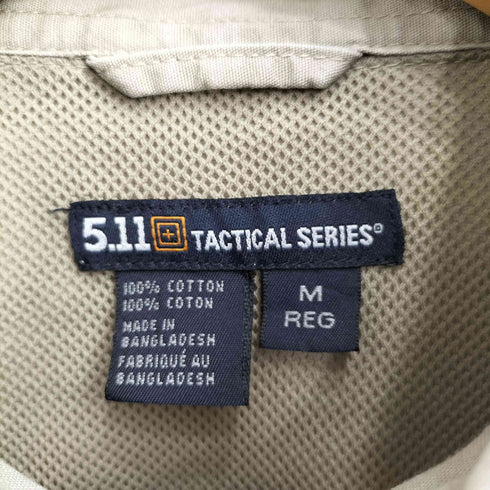 5.11 TACTICAL SERIES®
100% COTTON
100% COTON
MADE IN
BANGLADESH
FABRIQUÉ AU
BANGLADESH
M
REG